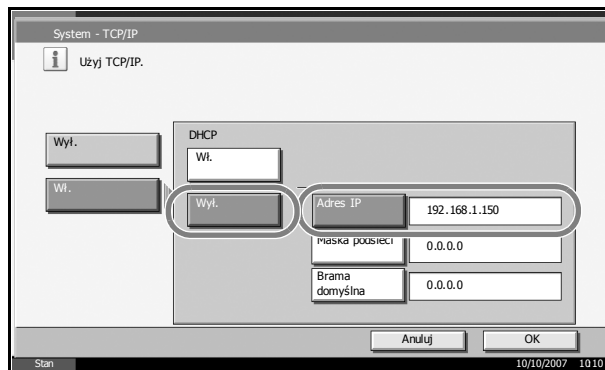 System - TCP/IP
i Użyj TCP/IP.
Wył.
Wł.
DHCP
Wł.
Wył.
Adres IP 192.168.1.150
Maska podsieci 0.0.0.0
Brama
domyślna 0.0.0.0
Anuluj OK
Stan 10/10/2007 10:10